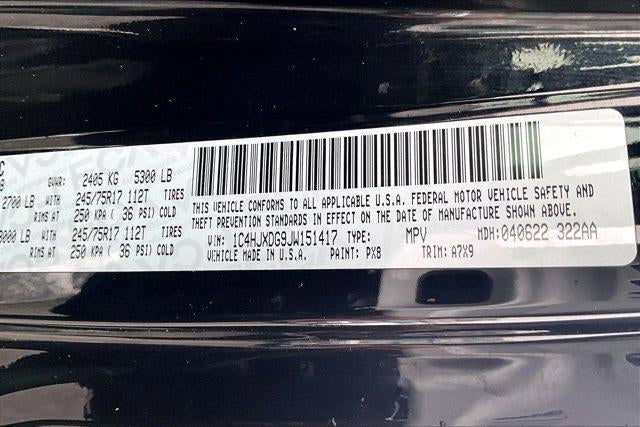 C
GVWR: 2405 KG 5300 LB
2700 LB WITH 245/75R17 112T TIRES
RIMS AT 250 KPA ( 36 PSI) COLD
3000 LB WITH 245/75R17 112T TIRES
RIMS AT 250 KPA ( 36 PSI) COLD
THIS VEHICLE CONFORMS TO ALL APPLICABLE U.S.A. FEDERAL MOTOR VEHICLE SAFETY AND
THEFT PREVENTION STANDARDS IN EFFECT ON THE DATE OF MANUFACTURE SHOWN ABOVE.
VIN: 1C4HJXDG9JW151417 TYPE: MPV MDH: 040622 322AA
VEHICLE MADE IN U.S.A. PAINT: PX8 TRIM: A7X9